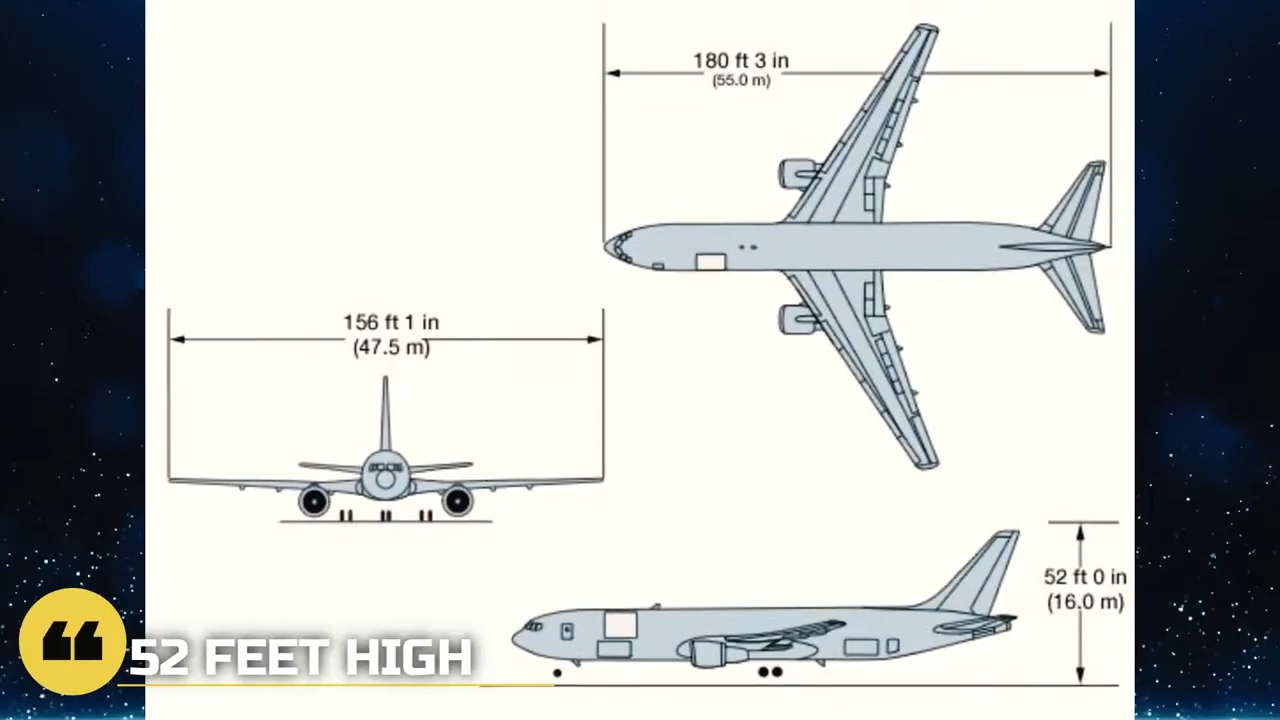 180 ft 3 in
(55.0 m)
156 ft 1 in
(47.5 m)
52 ft 0 in
(16.0 m)
52 FEET HIGH